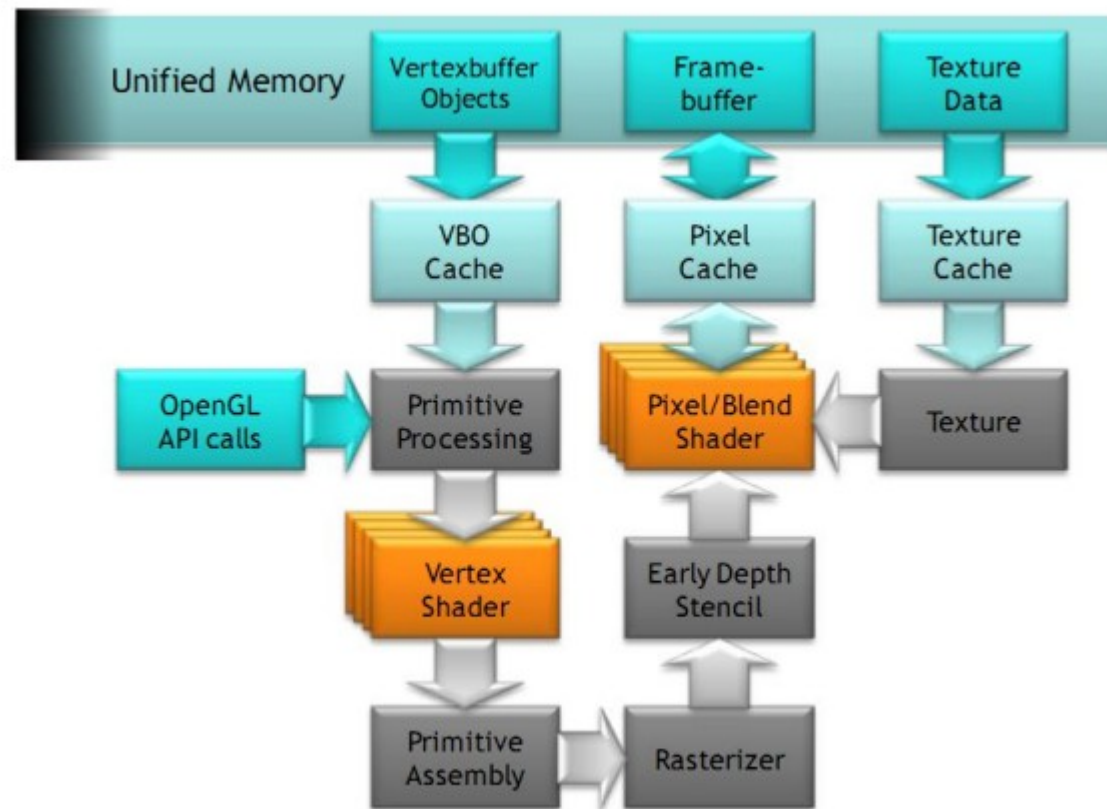 Unified Memory
Vertexbuffer
Objects
Frame-
buffer
Texture
Data
VBO
Cache
Pixel
Cache
Texture
Cache
OpenGL
API calls
Primitive
Processing
Pixel/Blend
Shader
Texture
Vertex
Shader
Early Depth
Stencil
Primitive
Assembly
Rasterizer